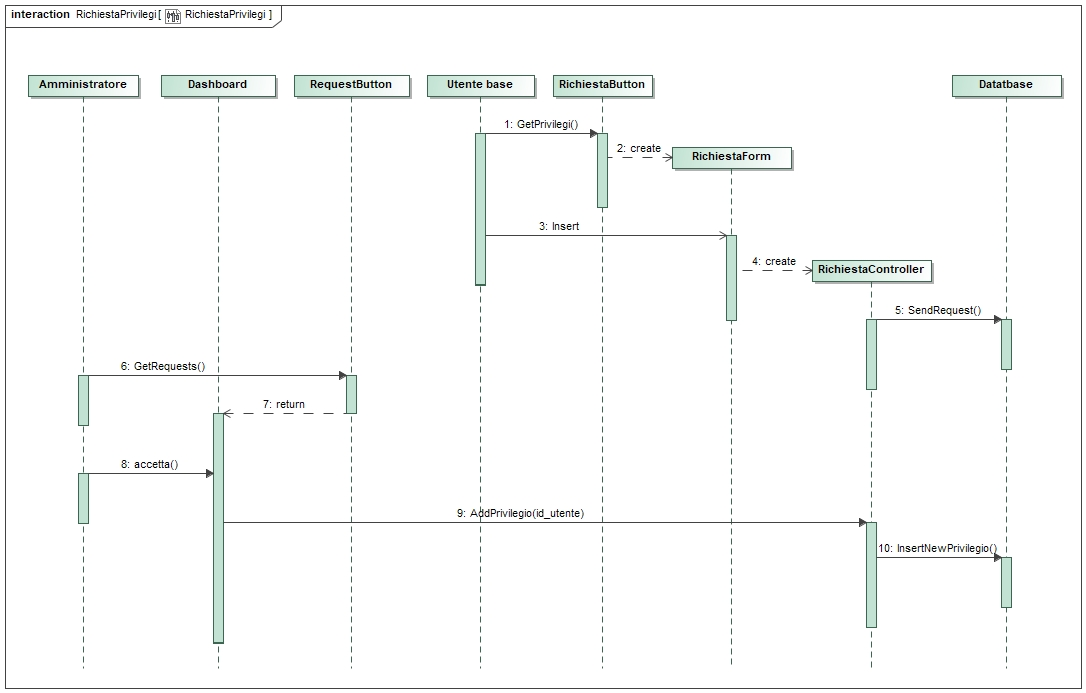 interaction RichiestaPrivilegi[ RichiestaPrivilegi ]
Amministratore Dashboard RequestButton Utente base RichiestaButton Datatbase
1: GetPrivilegi()
2: create
RichiestaForm
3: Insert
4: create
RichiestaController
5: SendRequest()
6: GetRequests()
7: return
8: accetta()
9: AddPrivilegio(id_utente)
10: InsertNewPrivilegio()